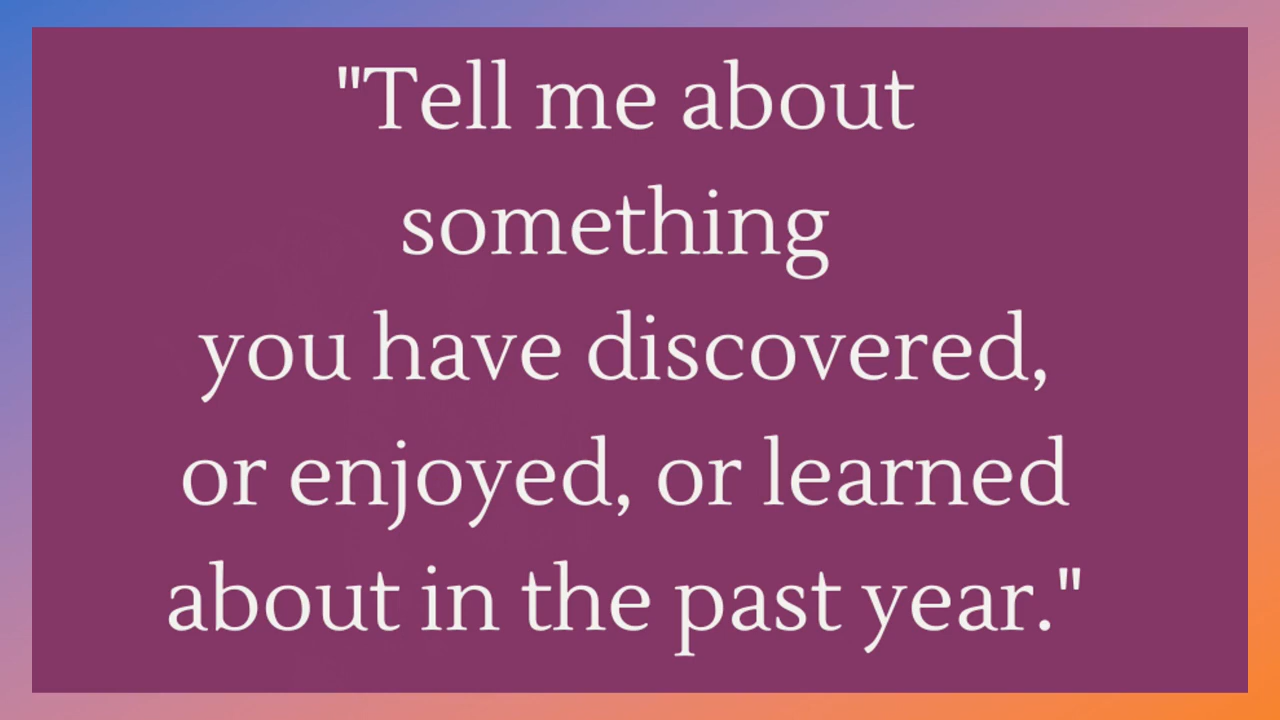 "Tell me about
something
you have discovered,
or enjoyed, or learned
about in the past year."